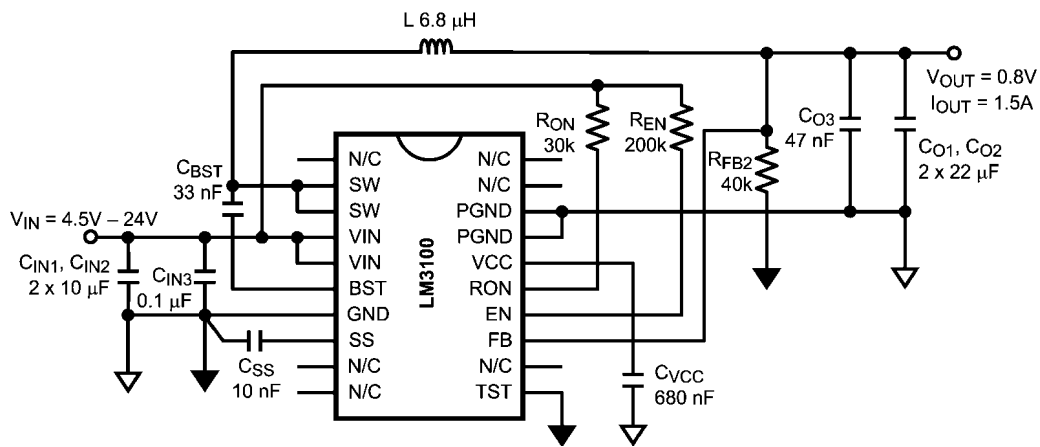 L 6.8 μH
VOUT = 0.8V
IOUT = 1.5A
RON
30k
REN
200k
CO3
47 nF
CO1, CO2
2 x 22 μF
RFB2
40k
CBST
33 nF
VIN = 4.5V – 24V
CIN1, CIN2
2 x 10 μF
CIN3
0.1 μF
CSS
10 nF
N/C
SW
SW
VIN
VIN
BST
GND
SS
N/C
N/C
LM3100
N/C
N/C
PGND
PGND
VCC
RON
EN
FB
N/C
TST
CVCC
680 nF